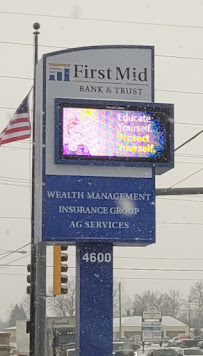 First Mid
BANK & TRUST
Educate
Yourself.
Protect
Yourself.
WEALTH MANAGEMENT
INSURANCE GROUP
AG SERVICES
4600